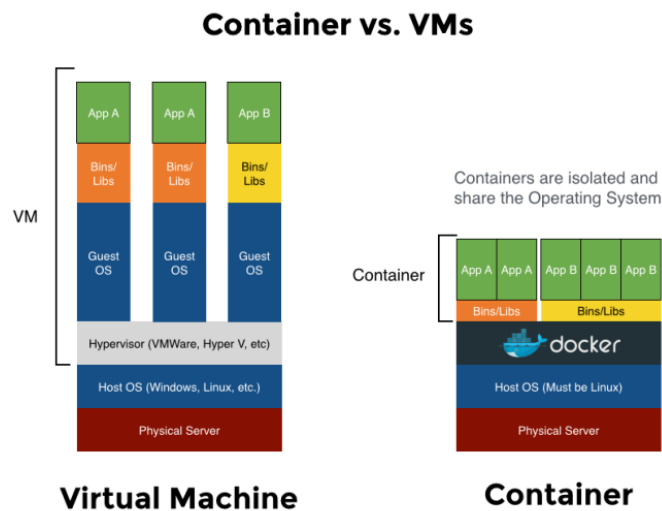 Container vs. VMs
VM
App A
App A
App B
Bins/
Libs
Bins/
Libs
Bins/
Libs
Guest
OS
Guest
OS
Guest
OS
Hypervisor (VMWare, Hyper V, etc)
Host OS (Windows, Linux, etc.)
Physical Server
Virtual Machine
Containers are isolated and
share the Operating System
Container
App A
App A
App B
App B
App B
Bins/Libs
Bins/Libs
docker
Host OS (Must be Linux)
Physical Server
Container